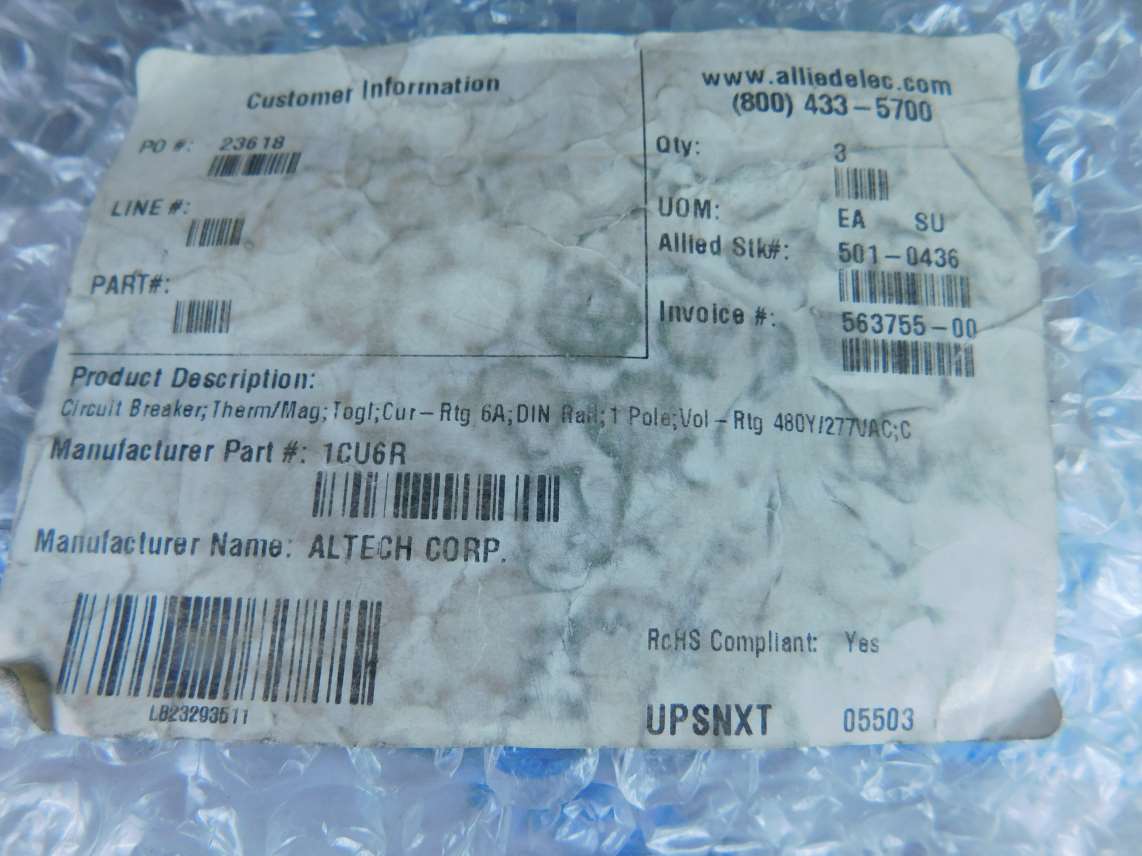 Customer Information
PO #: 23618
LINE #:
PART#:
www.alliedelec.com
(800) 433-5700
Qty: 3
UOM: EA SU
Allied Stk#: 501-0436
Invoice #: 563755-00
Product Description:
Circuit Breaker;Therm/Mag;Togl;Cur-Rtg 6A;DIN Rail;1 Pole;Vol-Rtg 480Y/277VAC;C
Manufacturer Part #: 1CU6R
Manufacturer Name: ALTECH CORP.
LB23293511
RoHS Compliant: Yes
UPSNXT 05503